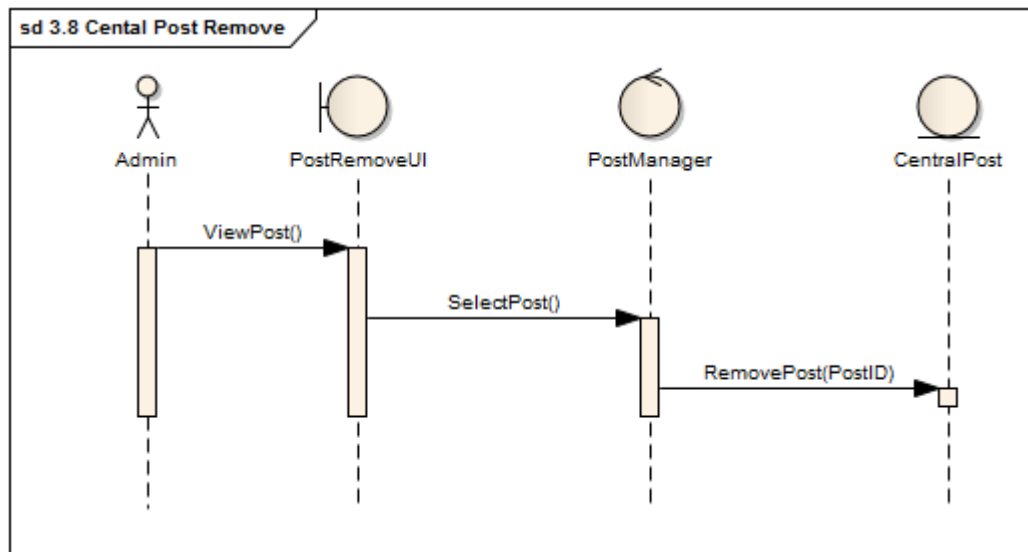 sd 3.8 Cental Post Remove
Admin
PostRemoveUI
PostManager
CentralPost
ViewPost()
SelectPost()
RemovePost(PostID)